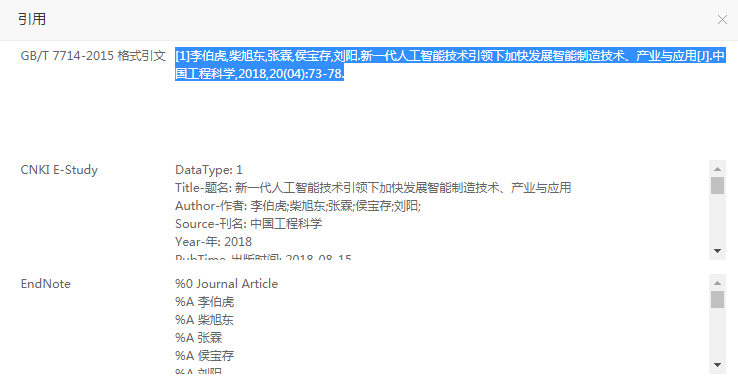 引用
GB/T 7714-2015 格式引文
[1]李伯虎,柴旭东,张霖,侯宝存,刘阳.新一代人工智能技术引领下加快发展智能制造技术、产业与应用[J].中
国工程科学,2018,20(04):73-78.
CNKI E-Study
DataType: 1
Title-题名: 新一代人工智能技术引领下加快发展智能制造技术、产业与应用
Author-作者: 李伯虎;柴旭东;张霖;侯宝存;刘阳;
Source-刊名: 中国工程科学
Year-年: 2018
PubTime-出版时间: 2018-08-15
EndNote
%0 Journal Article
%A 李伯虎
%A 柴旭东
%A 张霖
%A 侯宝存
%A 刘阳